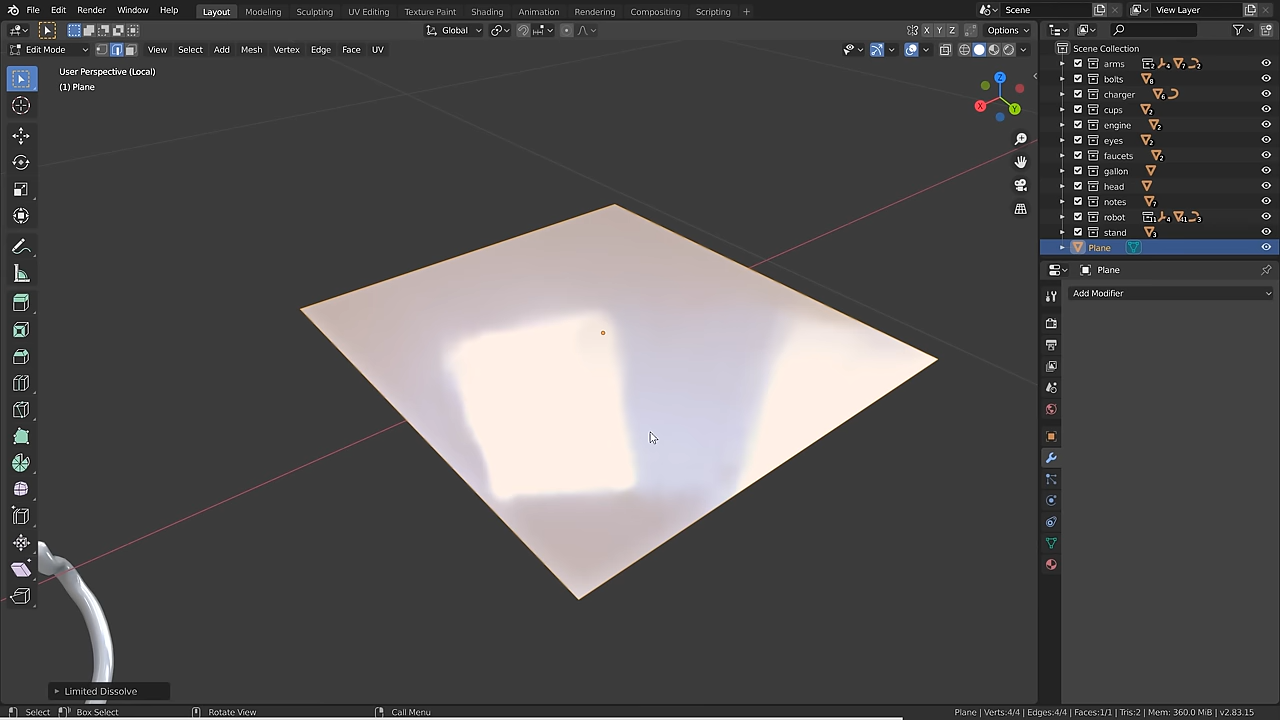 File Edit Render Window Help Layout Modeling Sculpting UV Editing Texture Paint Shading Animation Rendering Compositing Scripting + Scene View Layer
Global X Y Z Options
Edit Mode View Select Add Mesh Vertex Edge Face UV
User Perspective (Local)
(1) Plane
Z
X Y
Limited Dissolve
Scene Collection
arms
bolts
charger
cups
engine
eyes
faucets
gallon
head
notes
robot
stand
Plane
Plane
Add Modifier
Select Box Select Rotate View Call Menu Plane | Verts:4/4 | Edges:4/4 | Faces:1/1 | Tris:2 | Mem: 360.0 MiB | v2.83.15